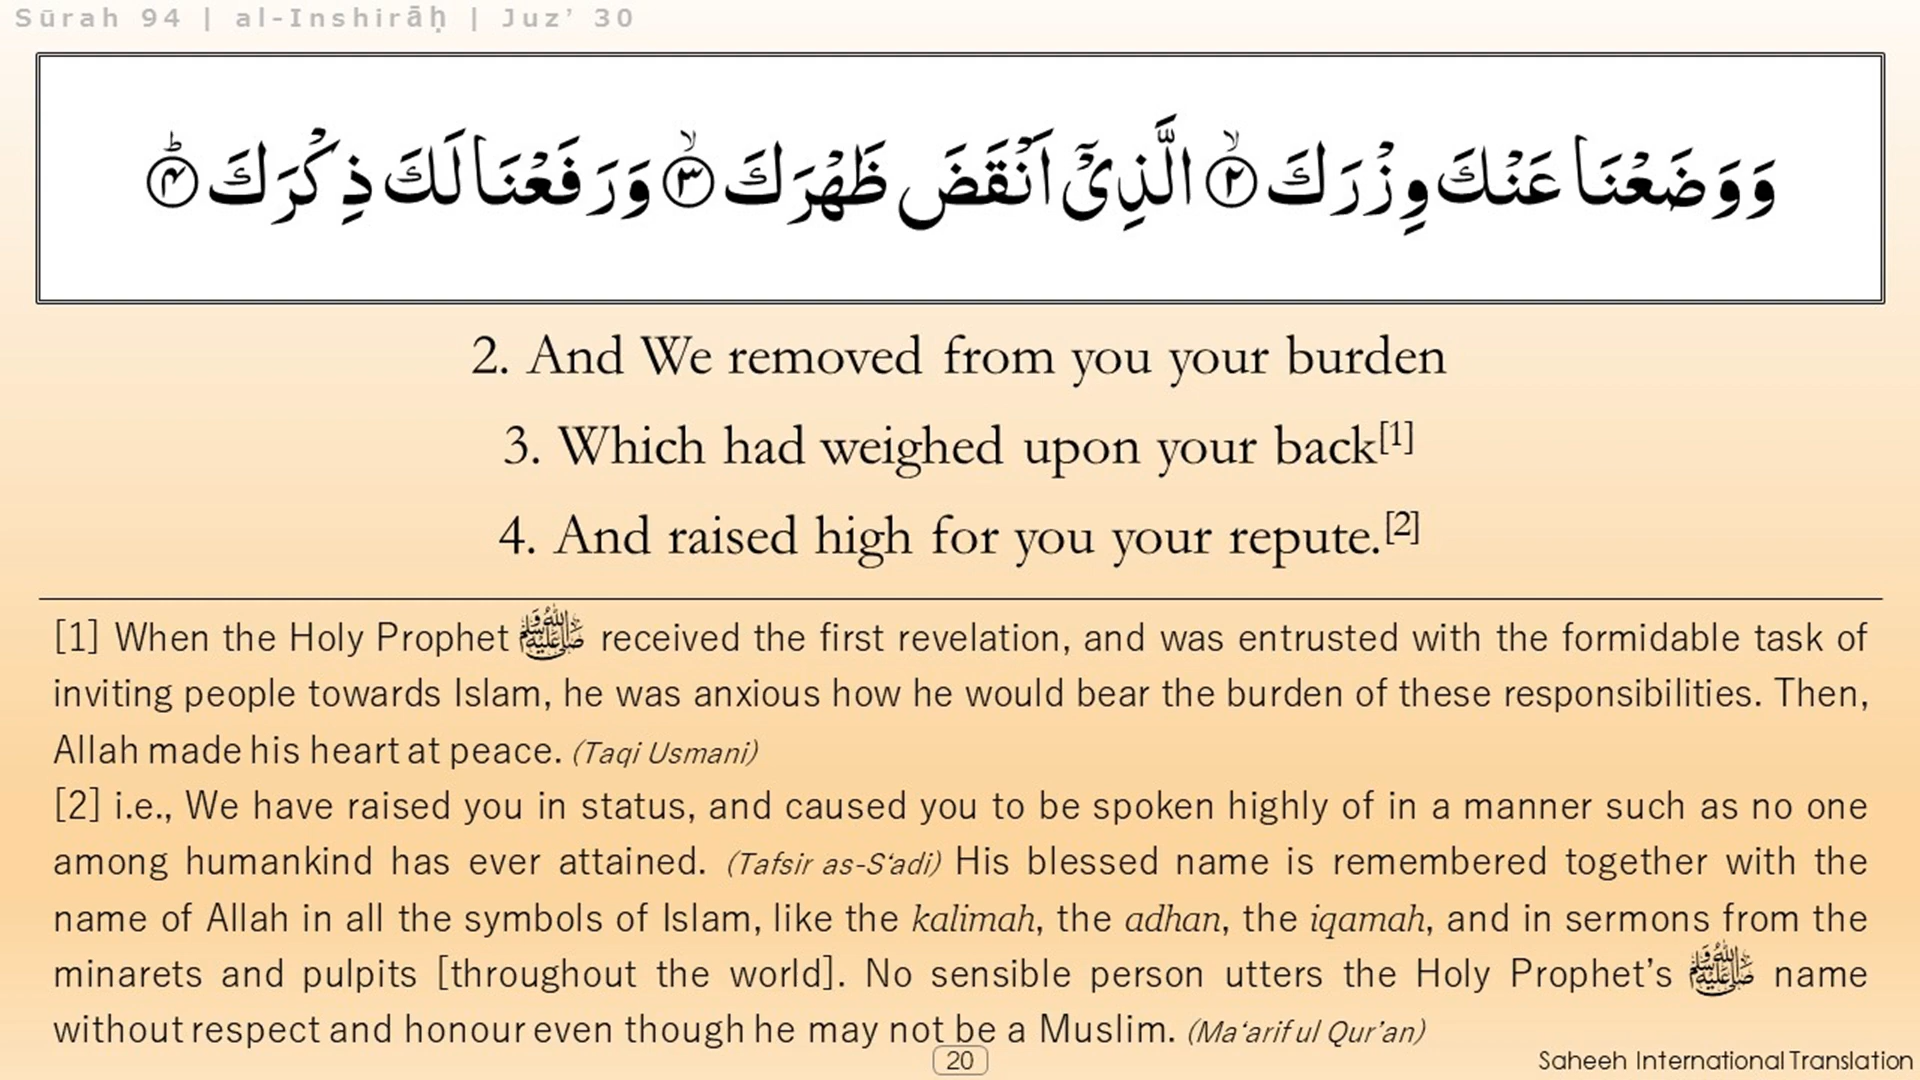 Sūrah 94 | al-Inshirāḥ | Juz’ 30
وَوَضَعْنَا عَنْكَ وِزْرَكَ ۙ﴿۲﴾ الَّذِیْۤ اَنْقَضَ ظَهْرَكَ ۙ﴿۳﴾ وَرَفَعْنَا لَكَ ذِكْرَكَ ؕ﴿۴﴾
2. And We removed from you your burden
3. Which had weighed upon your back[1]
4. And raised high for you your repute.[2]
[1] When the Holy Prophet ﷺ received the first revelation, and was entrusted with the formidable task of
inviting people towards Islam, he was anxious how he would bear the burden of these responsibilities. Then,
Allah made his heart at peace. (Taqi Usmani)
[2] i.e., We have raised you in status, and caused you to be spoken highly of in a manner such as no one
among humankind has ever attained. (Tafsir as-S‘adi) His blessed name is remembered together with the
name of Allah in all the symbols of Islam, like the kalimah, the adhan, the iqamah, and in sermons from the
minarets and pulpits [throughout the world]. No sensible person utters the Holy Prophet’s ﷺ name
without respect and honour even though he may not be a Muslim. (Ma‘arif ul Qur’an)
20
Saheeh International Translation